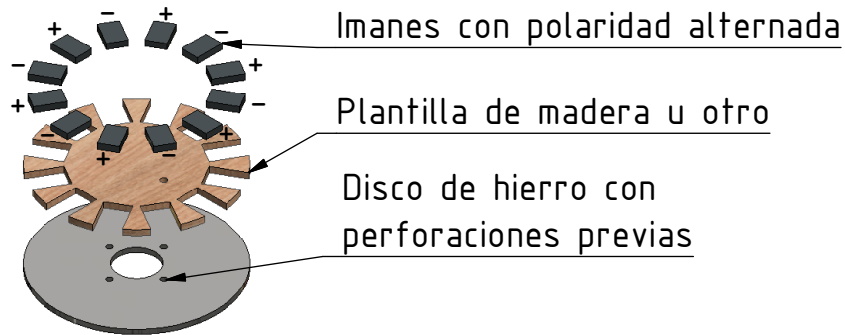 Imanes con polaridad alternada
Plantilla de madera u otro
Disco de hierro con
perforaciones previas
- + - + - + - + - + - +